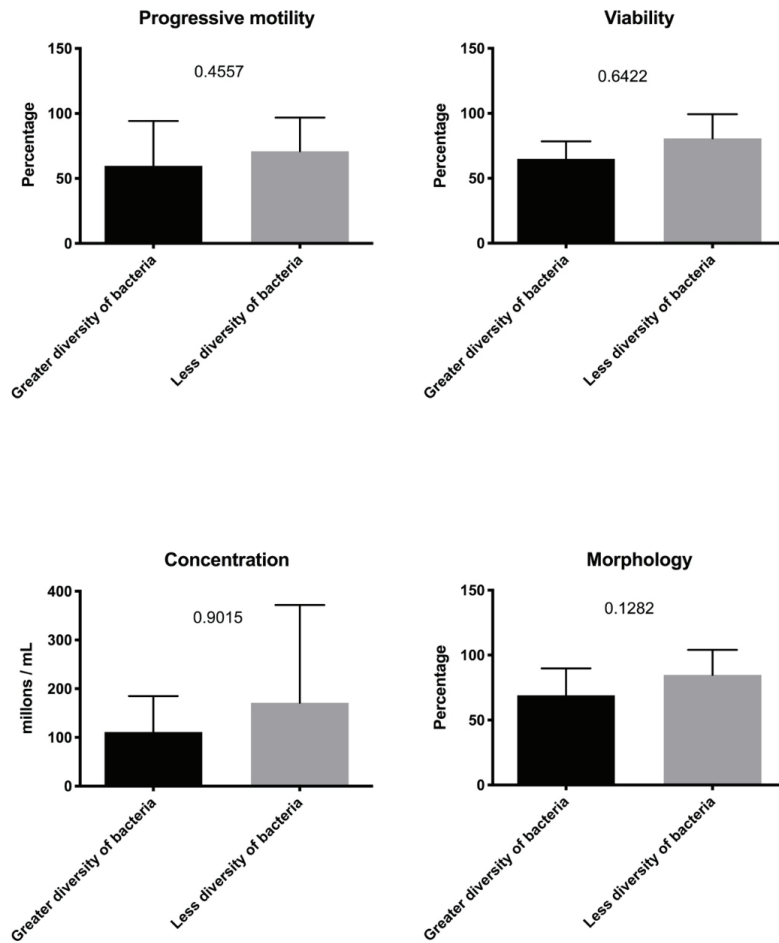 Progressive motility
0.4557
Percentage
150
100
50
0
Greater diversity of bacteria
Less diversity of bacteria
Viability
0.6422
Percentage
150
100
50
0
Greater diversity of bacteria
Less diversity of bacteria
Concentration
0.9015
millons / mL
400
300
200
100
0
Greater diversity of bacteria
Less diversity of bacteria
Morphology
0.1282
Percentage
150
100
50
0
Greater diversity of bacteria
Less diversity of bacteria